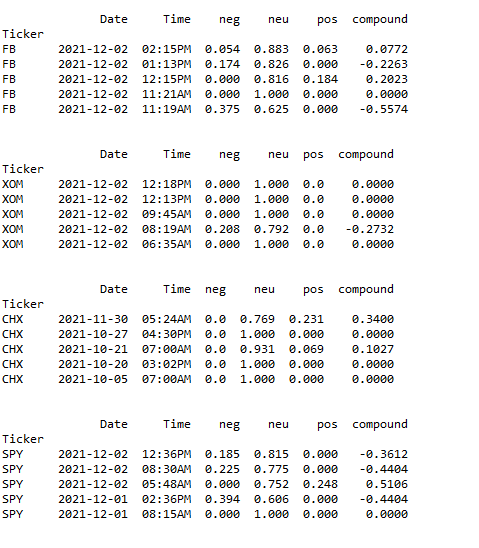 Date Time neg neu pos compound
Ticker
FB 2021-12-02 02:15PM 0.054 0.883 0.063 0.0772
FB 2021-12-02 01:13PM 0.174 0.826 0.000 -0.2263
FB 2021-12-02 12:15PM 0.000 0.816 0.184 0.2023
FB 2021-12-02 11:21AM 0.000 1.000 0.000 0.0000
FB 2021-12-02 11:19AM 0.375 0.625 0.000 -0.5574
Date Time neg neu pos compound
Ticker
XOM 2021-12-02 12:18PM 0.000 1.000 0.0 0.0000
XOM 2021-12-02 12:13PM 0.000 1.000 0.0 0.0000
XOM 2021-12-02 09:45AM 0.000 1.000 0.0 0.0000
XOM 2021-12-02 08:19AM 0.208 0.792 0.0 -0.2732
XOM 2021-12-02 06:35AM 0.000 1.000 0.0 0.0000
Date Time neg neu pos compound
Ticker
CHX 2021-11-30 05:24AM 0.0 0.769 0.231 0.3400
CHX 2021-10-27 04:30PM 0.0 1.000 0.000 0.0000
CHX 2021-10-21 07:00AM 0.0 0.931 0.069 0.1027
CHX 2021-10-20 03:02PM 0.0 1.000 0.000 0.0000
CHX 2021-10-05 07:00AM 0.0 1.000 0.000 0.0000
Date Time neg neu pos compound
Ticker
SPY 2021-12-02 12:36PM 0.185 0.815 0.000 -0.3612
SPY 2021-12-02 08:30AM 0.225 0.775 0.000 -0.4404
SPY 2021-12-02 05:48AM 0.000 0.752 0.248 0.5106
SPY 2021-12-01 02:36PM 0.394 0.606 0.000 -0.4404
SPY 2021-12-01 08:15AM 0.000 1.000 0.000 0.0000